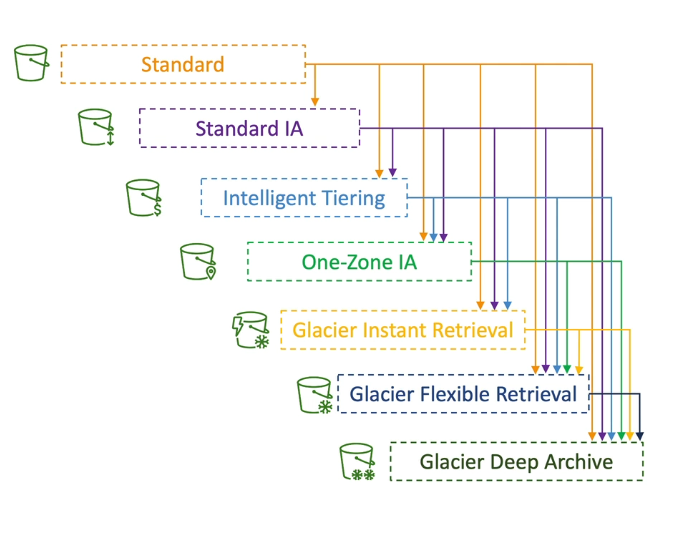 Standard
Standard IA
Intelligent Tiering
One-Zone IA
Glacier Instant Retrieval
Glacier Flexible Retrieval
Glacier Deep Archive